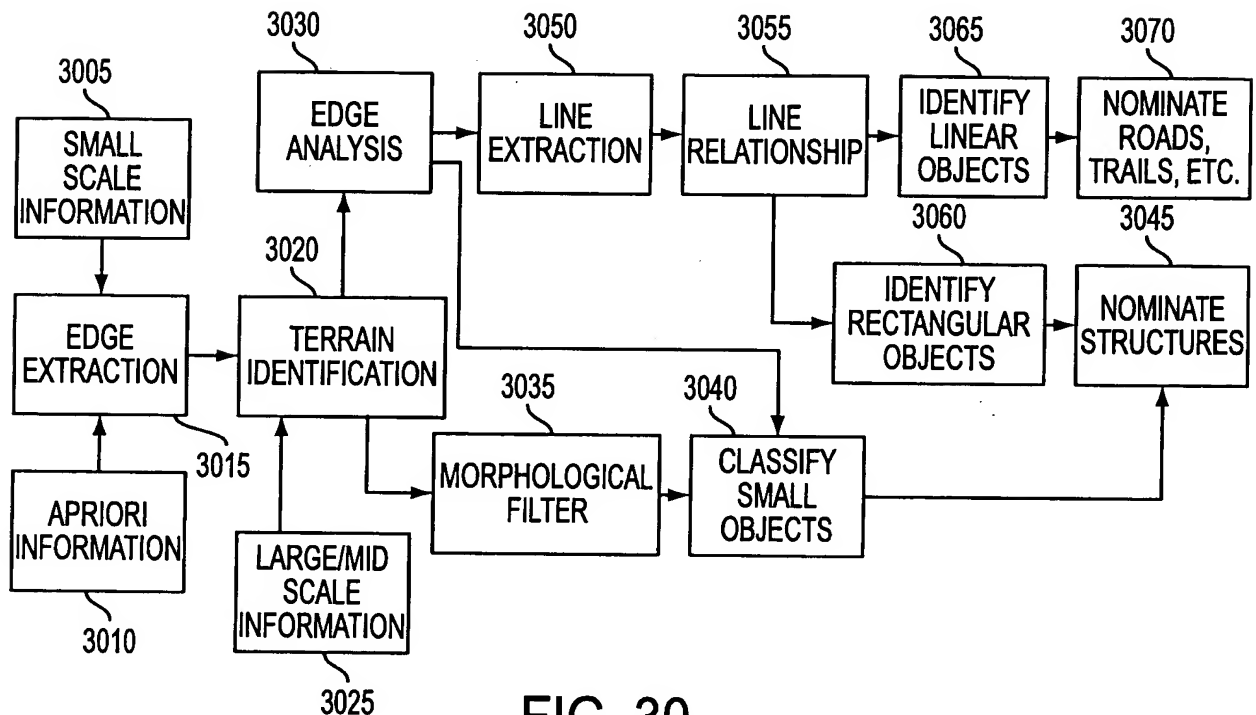 3030
3050
3055
3065
3070
3005
SMALL
SCALE
INFORMATION
EDGE
ANALYSIS
LINE
EXTRACTION
LINE
RELATIONSHIP
IDENTIFY
LINEAR
OBJECTS
NOMINATE
ROADS,
TRAILS, ETC.
3020
3060
3045
EDGE
EXTRACTION
3015
TERRAIN
IDENTIFICATION
IDENTIFY
RECTANGULAR
OBJECTS
NOMINATE
STRUCTURES
3035
3040
APRIORI
INFORMATION
3010
LARGE/MID
SCALE
INFORMATION
3025
MORPHOLOGICAL
FILTER
CLASSIFY
SMALL
OBJECTS
FIG. 30